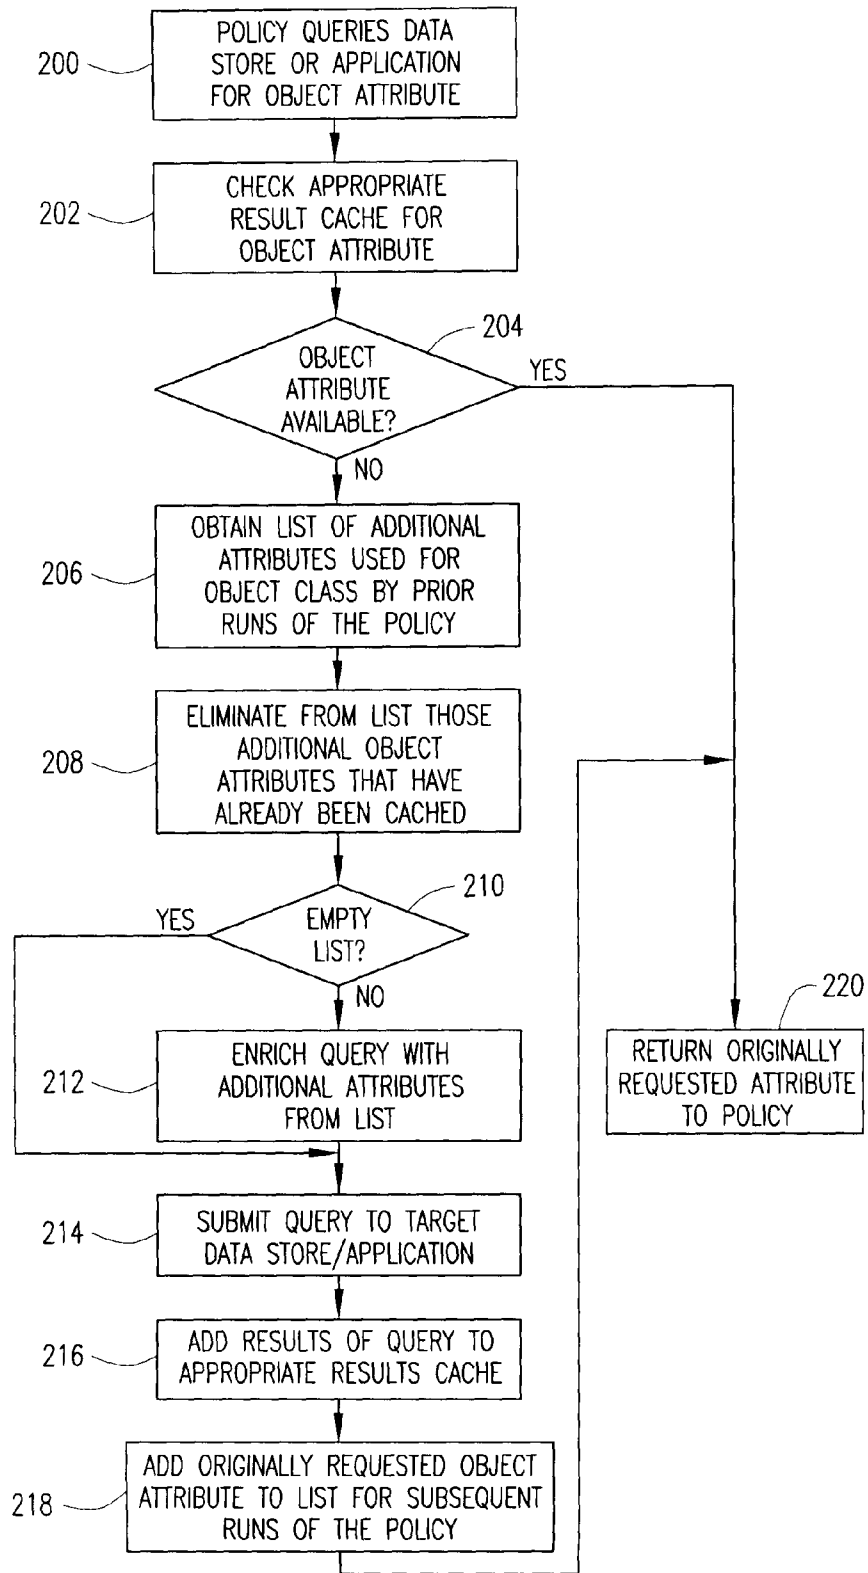 200
POLICY QUERIES DATA
STORE OR APPLICATION
FOR OBJECT ATTRIBUTE
202
CHECK APPROPRIATE
RESULT CACHE FOR
OBJECT ATTRIBUTE
204
OBJECT
ATTRIBUTE
AVAILABLE?
YES
NO
206
OBTAIN LIST OF ADDITIONAL
ATTRIBUTES USED FOR
OBJECT CLASS BY PRIOR
RUNS OF THE POLICY
208
ELIMINATE FROM LIST THOSE
ADDITIONAL OBJECT
ATTRIBUTES THAT HAVE
ALREADY BEEN CACHED
210
YES
EMPTY
LIST?
NO
212
ENRICH QUERY WITH
ADDITIONAL ATTRIBUTES
FROM LIST
220
RETURN ORIGINALLY
REQUESTED ATTRIBUTE
TO POLICY
214
SUBMIT QUERY TO TARGET
DATA STORE/APPLICATION
216
ADD RESULTS OF QUERY TO
APPROPRIATE RESULTS CACHE
218
ADD ORIGINALLY REQUESTED OBJECT
ATTRIBUTE TO LIST FOR SUBSEQUENT
RUNS OF THE POLICY